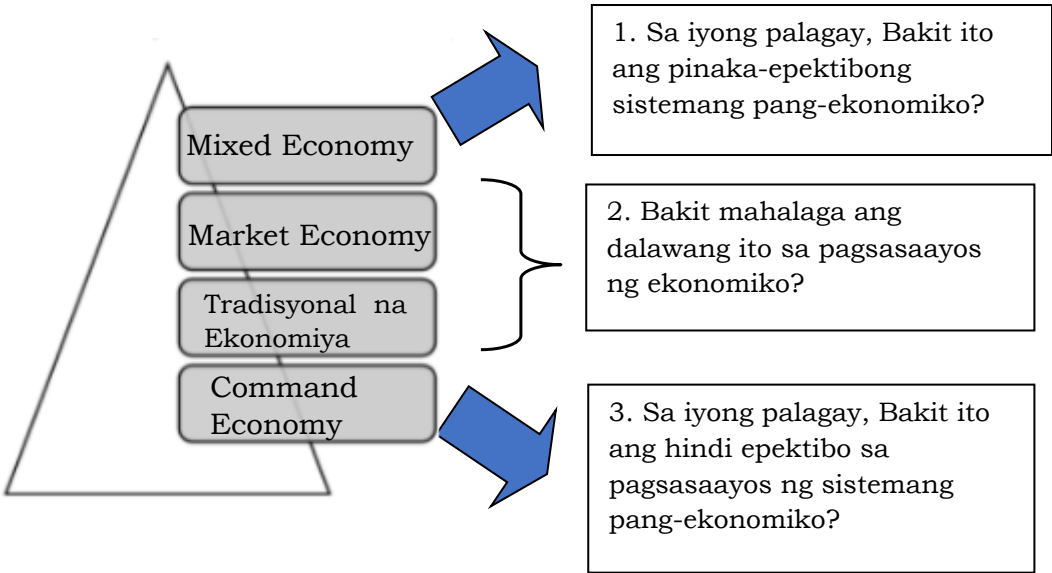 Mixed Economy
Market Economy
Tradisyonal na
Ekonomiya
Command
Economy
1. Sa iyong palagay, Bakit ito
ang pinaka-epektibong
sistemang pang-ekonomiko?
2. Bakit mahalaga ang
dalawang ito sa pagsasaayos
ng ekonomiko?
3. Sa iyong palagay, Bakit ito
ang hindi epektibo sa
pagsasaayos ng sistemang
pang-ekonomiko?